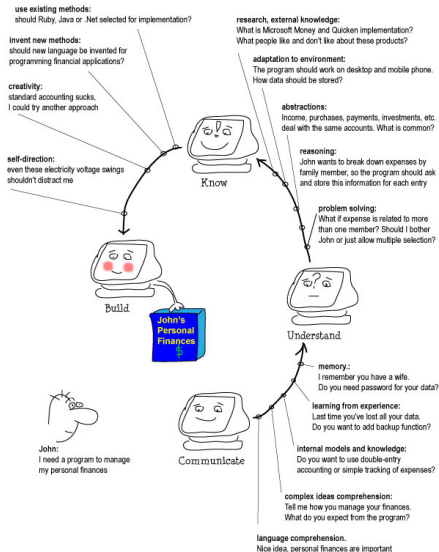 use existing methods:
should Ruby, Java or .Net selected for implementation?
invent new methods:
should new language be invented for
programming financial applications?
creativity:
standard accounting sucks,
I could try another approach
self-direction:
even these electricity voltage swings
shouldn't distract me
research, external knowledge:
What is Microsoft Money and Quicken implementation?
What people like and don't like about these products?
adaptation to environment:
The program should work on desktop and mobile phone.
How data should be stored?
abstractions:
Income, purchases, payments, investments, etc.
deal with the same accounts. What is common?
reasoning:
John wants to break down expenses by
family member, so the program should ask
and store this information for each entry
problem solving:
What if expense is related to more
than one member? Should I bother
John or just allow multiple selection?
!
Know
Build
John's
Personal
Finances
$
?
Understand
memory.:
I remember you have a wife.
Do you need password for your data?
learning from experience:
Last time you've lost all your data.
Do you want to add backup function?
internal models and knowledge:
Do you want to use double-entry
accounting or simple tracking of expenses?
complex ideas comprehension:
Tell me how you manage your finances.
What do you expect from the program?
language comprehension.
Nice idea, personal finances are important
Communicate
John:
I need a program to manage
my personal finances